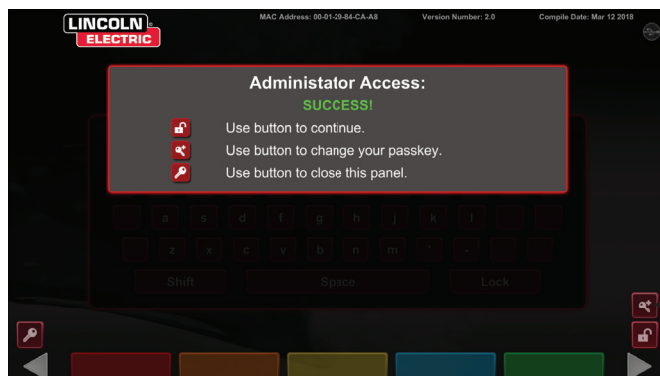 LINCOLN ®
ELECTRIC
MAC Address: 00-01-29-84-CA-A8 Version Number: 2.0 Compile Date: Mar 12 2018
Administator Access:
SUCCESS!
Use button to continue.
Use button to change your passkey.
Use button to close this panel.
a s d f g h j k l
z x c v b n m ' .
Shift Space Lock